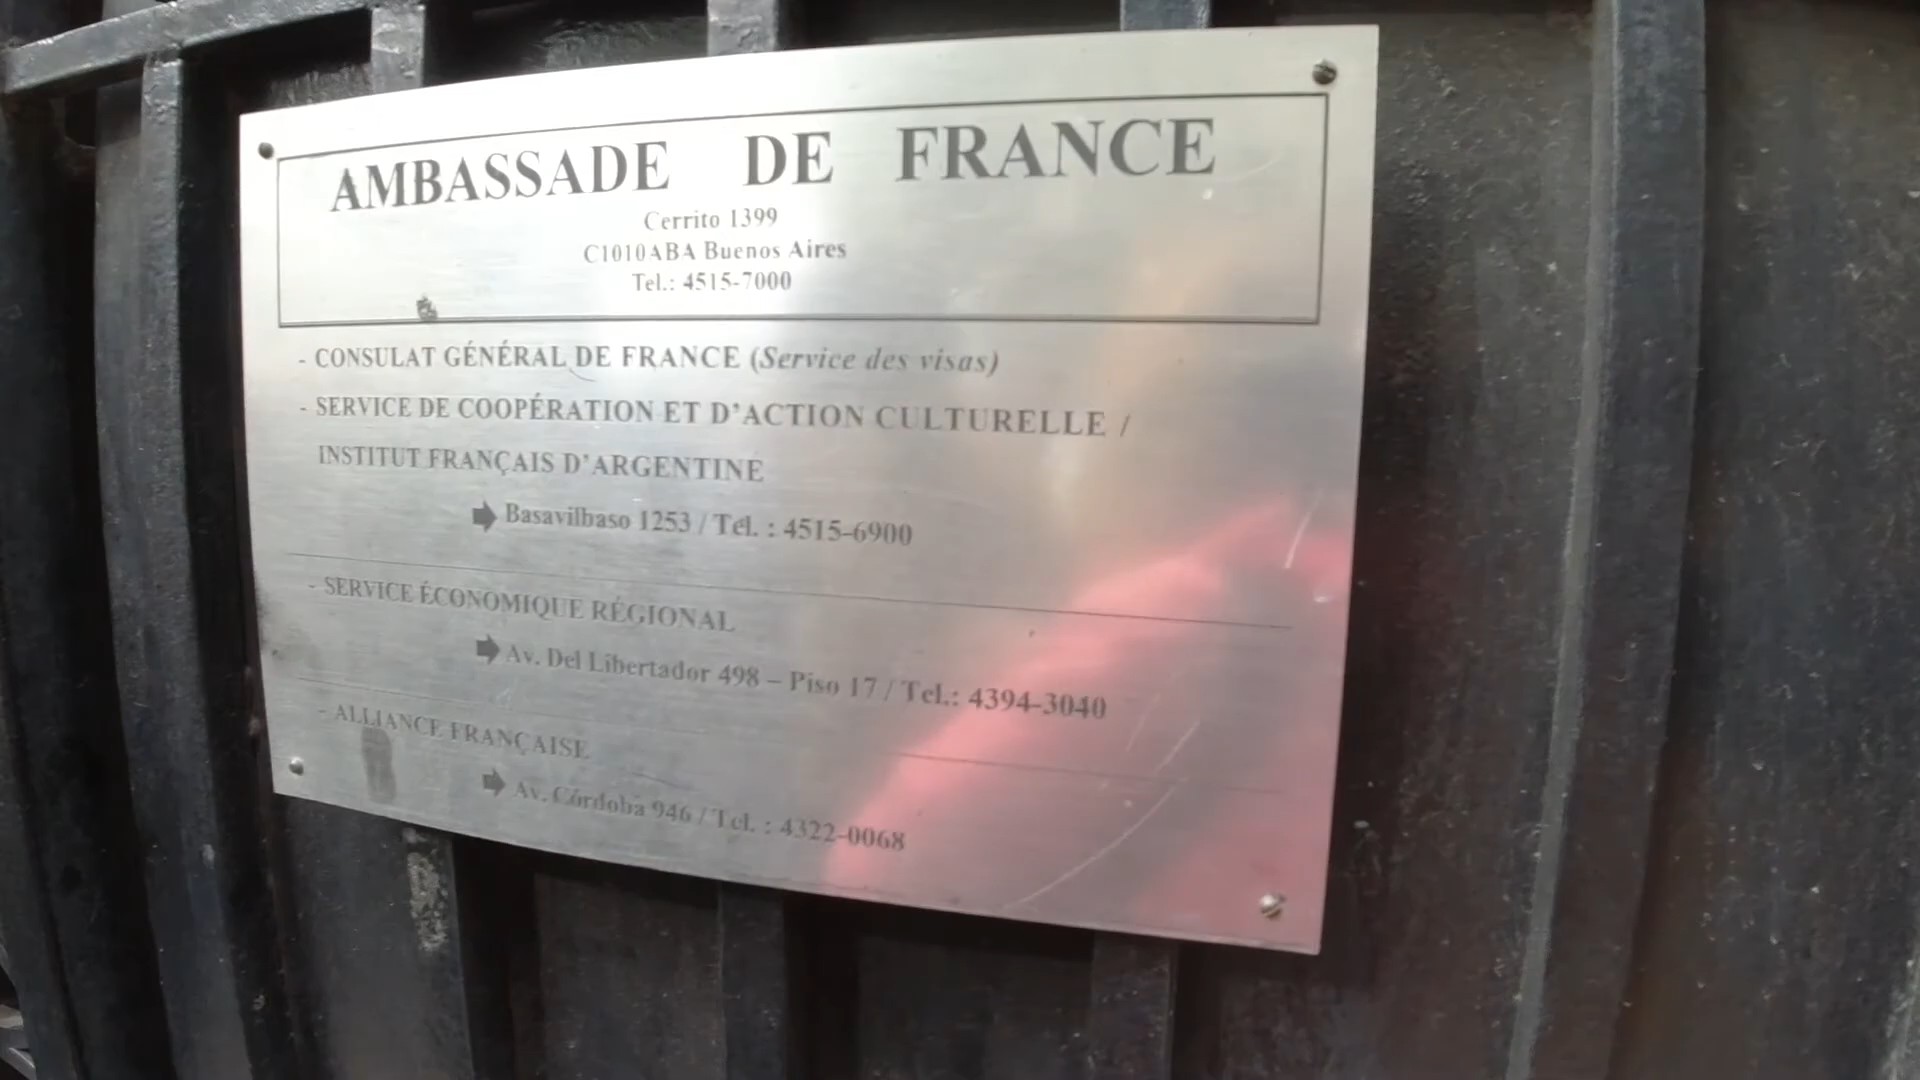 AMBASSADE DE FRANCE
Cerrito 1399
C1010ABA Buenos Aires
Tel.: 4515-7000
- CONSULAT GÉNÉRAL DE FRANCE (Service des visas)
- SERVICE DE COOPÉRATION ET D'ACTION CULTURELLE /
INSTITUT FRANÇAIS D'ARGENTINE
Basavilbaso 1253 / Tél. : 4515-6900
- SERVICE ÉCONOMIQUE RÉGIONAL
Av. Del Libertador 498 – Piso 17 / Tel.: 4394-3040
- ALLIANCE FRANÇAISE
Av. Córdoba 946 / Tel. : 4322-0068